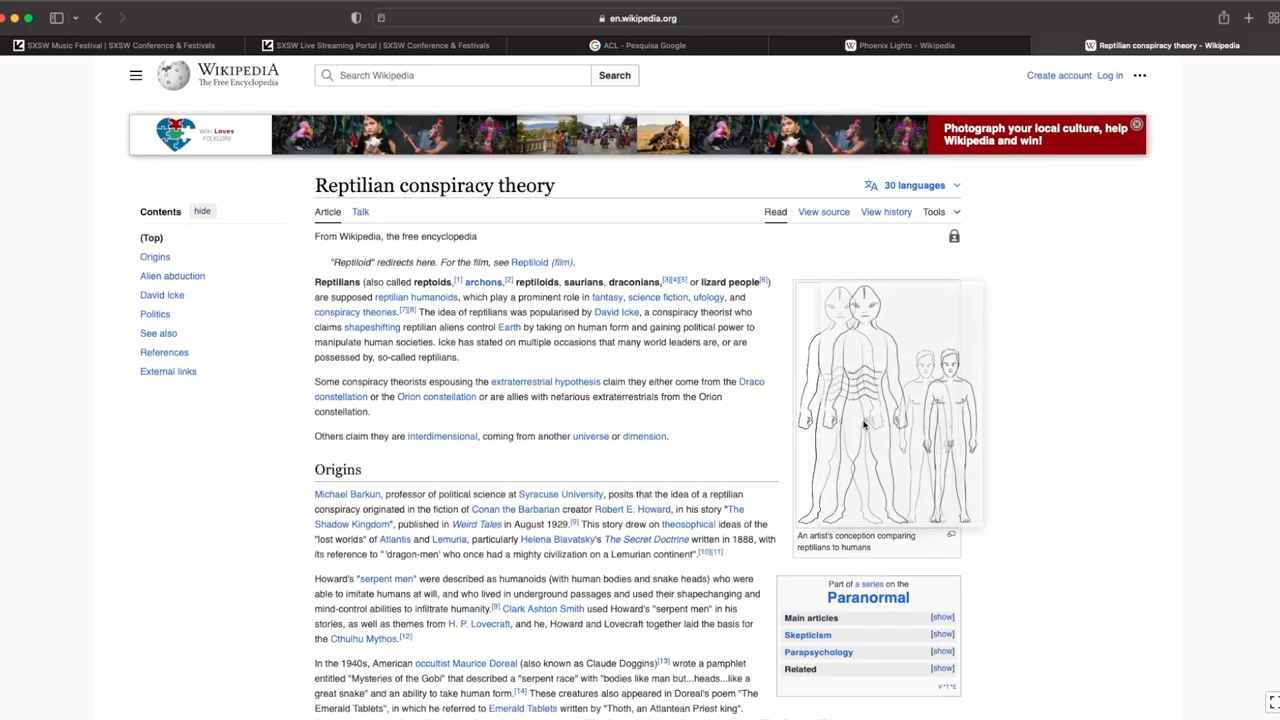 en.wikipedia.org
SXSW Music Festival | SXSW Conference & Festivals
SXSW Live Streaming Portal | SXSW Conference & Festivals
ACL - Pesquisa Google
Phoenix Lights - Wikipedia
Reptilian conspiracy theory - Wikipedia
WIKIPEDIA
The Free Encyclopedia
Search Wikipedia
Search
Create account Log in
Wiki Loves
FOLKLORE
Photograph your local culture, help
Wikipedia and win!
Reptilian conspiracy theory
30 languages
Contents hide
Article Talk
Read View source View history Tools
(Top)
Origins
Alien abduction
David Icke
Politics
See also
References
External links
From Wikipedia, the free encyclopedia
"Reptiloid" redirects here. For the film, see Reptiloid (film).
Reptilians (also called reptoids,[1] archons,[2] reptiloids, saurians, draconians,[3][4][5] or lizard people[6])
are supposed reptilian humanoids, which play a prominent role in fantasy, science fiction, ufology, and
conspiracy theories.[7][8] The idea of reptilians was popularised by David Icke, a conspiracy theorist who
claims shapeshifting reptilian aliens control Earth by taking on human form and gaining political power to
manipulate human societies. Icke has stated on multiple occasions that many world leaders are, or are
possessed by, so-called reptilians.
Some conspiracy theorists espousing the extraterrestrial hypothesis claim they either come from the Draco
constellation or the Orion constellation or are allies with nefarious extraterrestrials from the Orion
constellation.
Others claim they are interdimensional, coming from another universe or dimension.
An artist's conception comparing
reptilians to humans
Origins
Michael Barkun, professor of political science at Syracuse University, posits that the idea of a reptilian
conspiracy originated in the fiction of Conan the Barbarian creator Robert E. Howard, in his story "The
Shadow Kingdom", published in Weird Tales in August 1929.[9] This story drew on theosophical ideas of the
"lost worlds" of Atlantis and Lemuria, particularly Helena Blavatsky's The Secret Doctrine written in 1888, with
its reference to "'dragon-men' who once had a mighty civilization on a Lemurian continent".[10][11]
Howard's "serpent men" were described as humanoids (with human bodies and snake heads) who were
able to imitate humans at will, and who lived in underground passages and used their shapechanging and
mind-control abilities to infiltrate humanity.[9] Clark Ashton Smith used Howard's "serpent men" in his
stories, as well as themes from H. P. Lovecraft, and he, Howard and Lovecraft together laid the basis for
the Cthulhu Mythos.[12]
In the 1940s, American occultist Maurice Doreal (also known as Claude Doggins)[13] wrote a pamphlet
entitled "Mysteries of the Gobi" that described a "serpent race" with "bodies like man but...heads...like a
great snake" and an ability to take human form.[14] These creatures also appeared in Doreal's poem "The
Emerald Tablets", in which he referred to Emerald Tablets written by "Thoth, an Atlantean Priest king".
Part of a series on the
Paranormal
Main articles [show]
Skepticism [show]
Parapsychology [show]
Related [show]
V·T·E